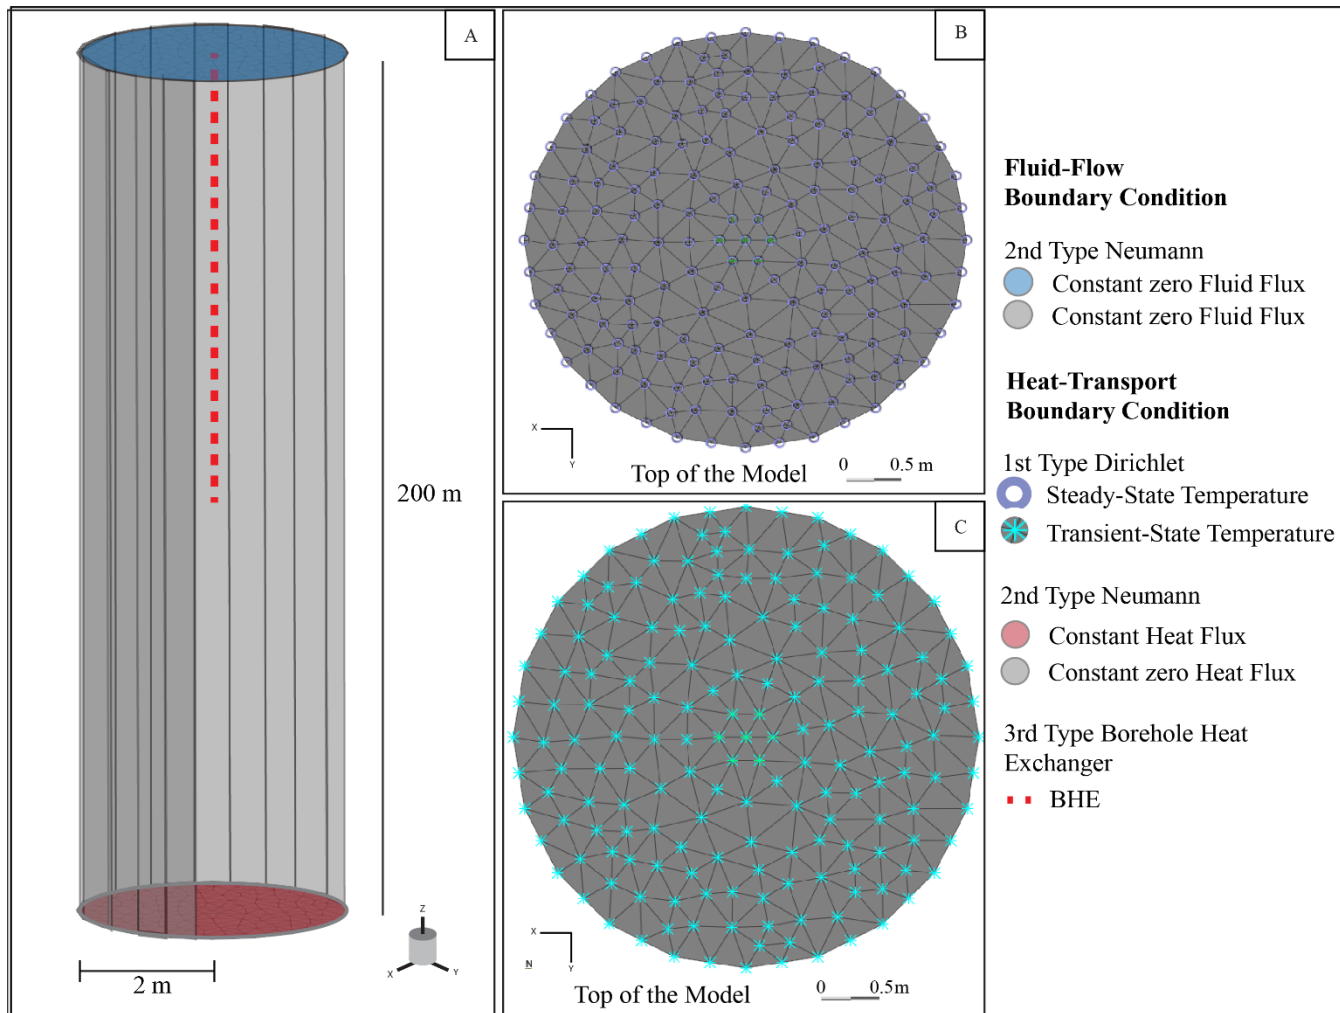 A
200 m
2 m
Z
X
Y
B
X
Y
Top of the Model
0 0.5 m
C
X
Y
N
Top of the Model
0 0.5m
Fluid-Flow
Boundary Condition
2nd Type Neumann
Constant zero Fluid Flux
Constant zero Fluid Flux
Heat-Transport
Boundary Condition
1st Type Dirichlet
Steady-State Temperature
Transient-State Temperature
2nd Type Neumann
Constant Heat Flux
Constant zero Heat Flux
3rd Type Borehole Heat
Exchanger
BHE